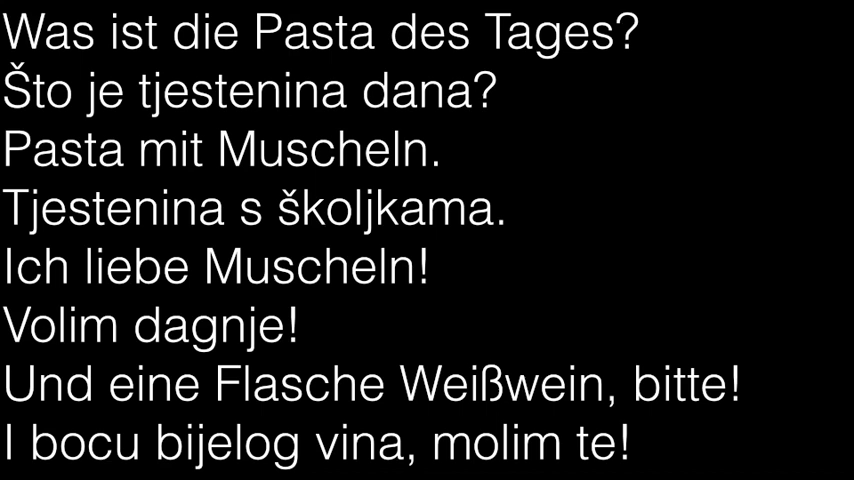 Was ist die Pasta des Tages?
Što je tjestenina dana?
Pasta mit Muscheln.
Tjestenina s školjkama.
Ich liebe Muscheln!
Volim dagnje!
Und eine Flasche Weißwein, bitte!
I bocu bijelog vina, molim te!